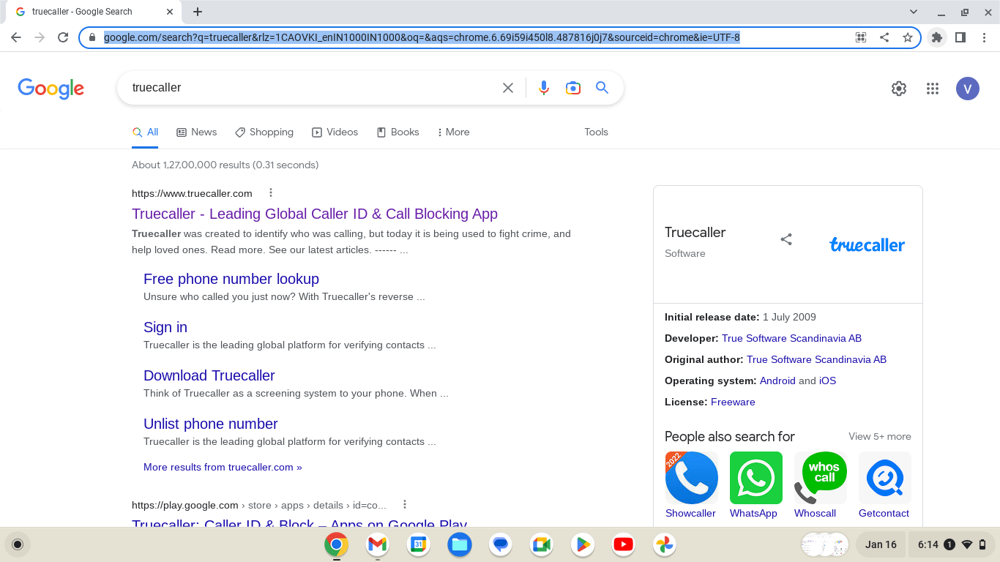 truecaller - Google Search
google.com/search?q=truecaller&rlz=1CAOVKI_enIN1000IN1000&oq=&aqs=chrome.6.69i59i450l8.487816j0j7&sourceid=chrome&ie=UTF-8
Google
truecaller
V
All
News
Shopping
Videos
Books
More
Tools
About 1,27,00,000 results (0.31 seconds)
https://www.truecaller.com
Truecaller - Leading Global Caller ID & Call Blocking App
Truecaller was created to identify who was calling, but today it is being used to fight crime, and
help loved ones. Read more. See our latest articles. ------ ...
Free phone number lookup
Unsure who called you just now? With Truecaller's reverse ...
Sign in
Truecaller is the leading global platform for verifying contacts ...
Download Truecaller
Think of Truecaller as a screening system to your phone. When ...
Unlist phone number
Truecaller is the leading global platform for verifying contacts ...
More results from truecaller.com »
https://play.google.com › store › apps › details › id=co...
Truecaller: Caller ID & Block – Apps on Google Play
Truecaller
Software
truecaller
Initial release date: 1 July 2009
Developer: True Software Scandinavia AB
Original author: True Software Scandinavia AB
Operating system: Android and iOS
License: Freeware
People also search for
View 5+ more
2022
whos
call
Showcaller
WhatsApp
Whoscall
Getcontact
31
Jan 16
6:14
1